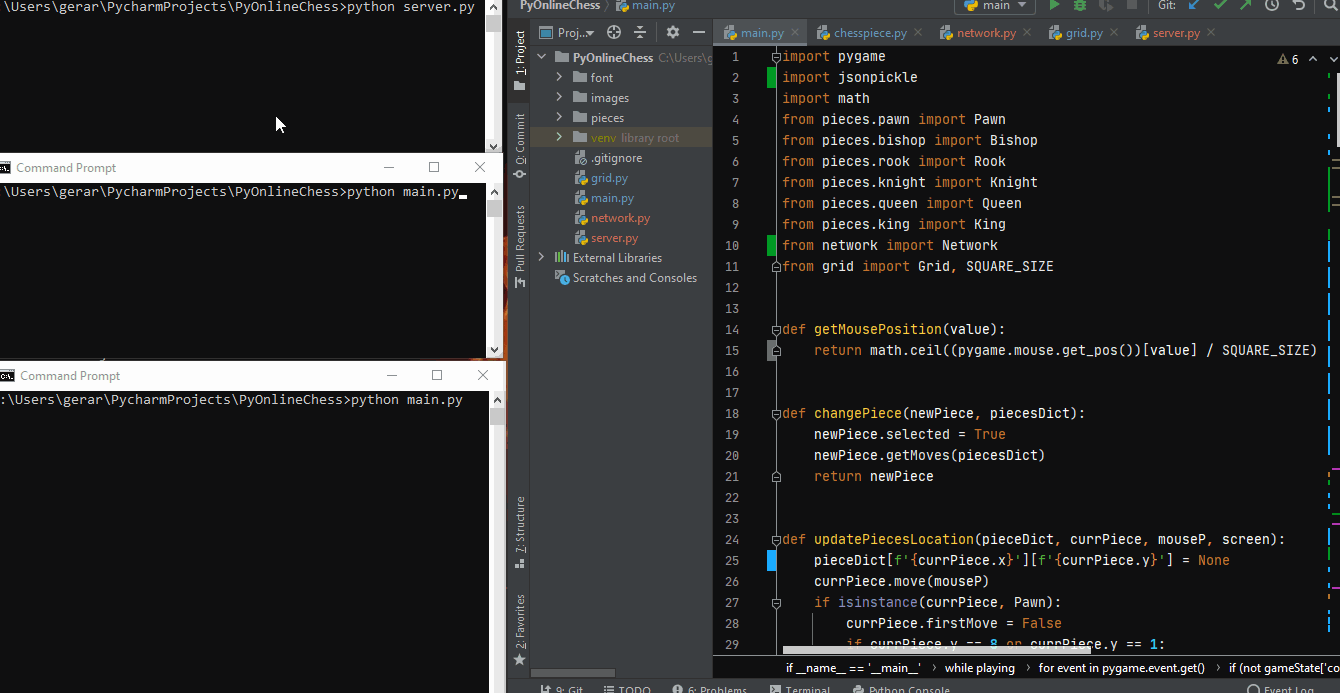 \Users\gerar\PycharmProjects\PyOnlineChess>python server.py
Command Prompt
:\Users\gerar\PycharmProjects\PyOnlineChess>python main.py
Command Prompt
:\Users\gerar\PycharmProjects\PyOnlineChess>python main.py
PyOnlineChess
main.py
main
Git:
1: Project
0: Commit
Pull Requests
7: Structure
2: Favorites
Proj...
PyOnlineChess C:\Users\g
font
images
pieces
venv library root
.gitignore
grid.py
main.py
network.py
server.py
External Libraries
Scratches and Consoles
main.py
chesspiece.py
network.py
grid.py
server.py
6
1 import pygame
2 import jsonpickle
3 import math
4 from pieces.pawn import Pawn
5 from pieces.bishop import Bishop
6 from pieces.rook import Rook
7 from pieces.knight import Knight
8 from pieces.queen import Queen
9 from pieces.king import King
10 from network import Network
11 from grid import Grid, SQUARE_SIZE
12
13
14 def getMousePosition(value):
15 return math.ceil((pygame.mouse.get_pos())[value] / SQUARE_SIZE)
16
17
18 def changePiece(newPiece, piecesDict):
19 newPiece.selected = True
20 newPiece.getMoves(piecesDict)
21 return newPiece
22
23
24 def updatePiecesLocation(pieceDict, currPiece, mouseP, screen):
25 pieceDict[f'{currPiece.x}'][f'{currPiece.y}'] = None
26 currPiece.move(mouseP)
27 if isinstance(currPiece, Pawn):
28 currPiece.firstMove = False
29 if currPiece.y == 8 or currPiece.y == 1:
if __name__ == '__main__' › while playing › for event in pygame.event.get() › if (not gameState['co
9: Git
TODO
6: Problems
Terminal
Python Console
Event Log